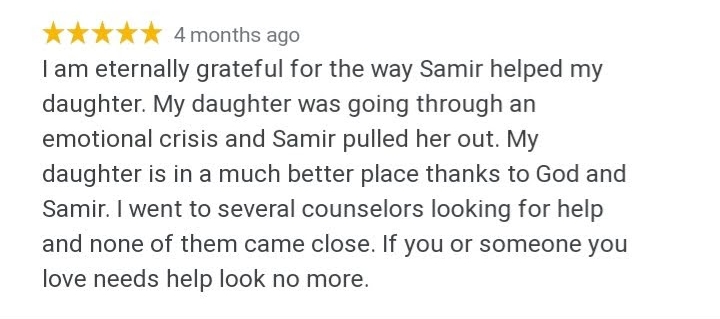 4 months ago
I am eternally grateful for the way Samir helped my
daughter. My daughter was going through an
emotional crisis and Samir pulled her out. My
daughter is in a much better place thanks to God and
Samir. I went to several counselors looking for help
and none of them came close. If you or someone you
love needs help look no more.